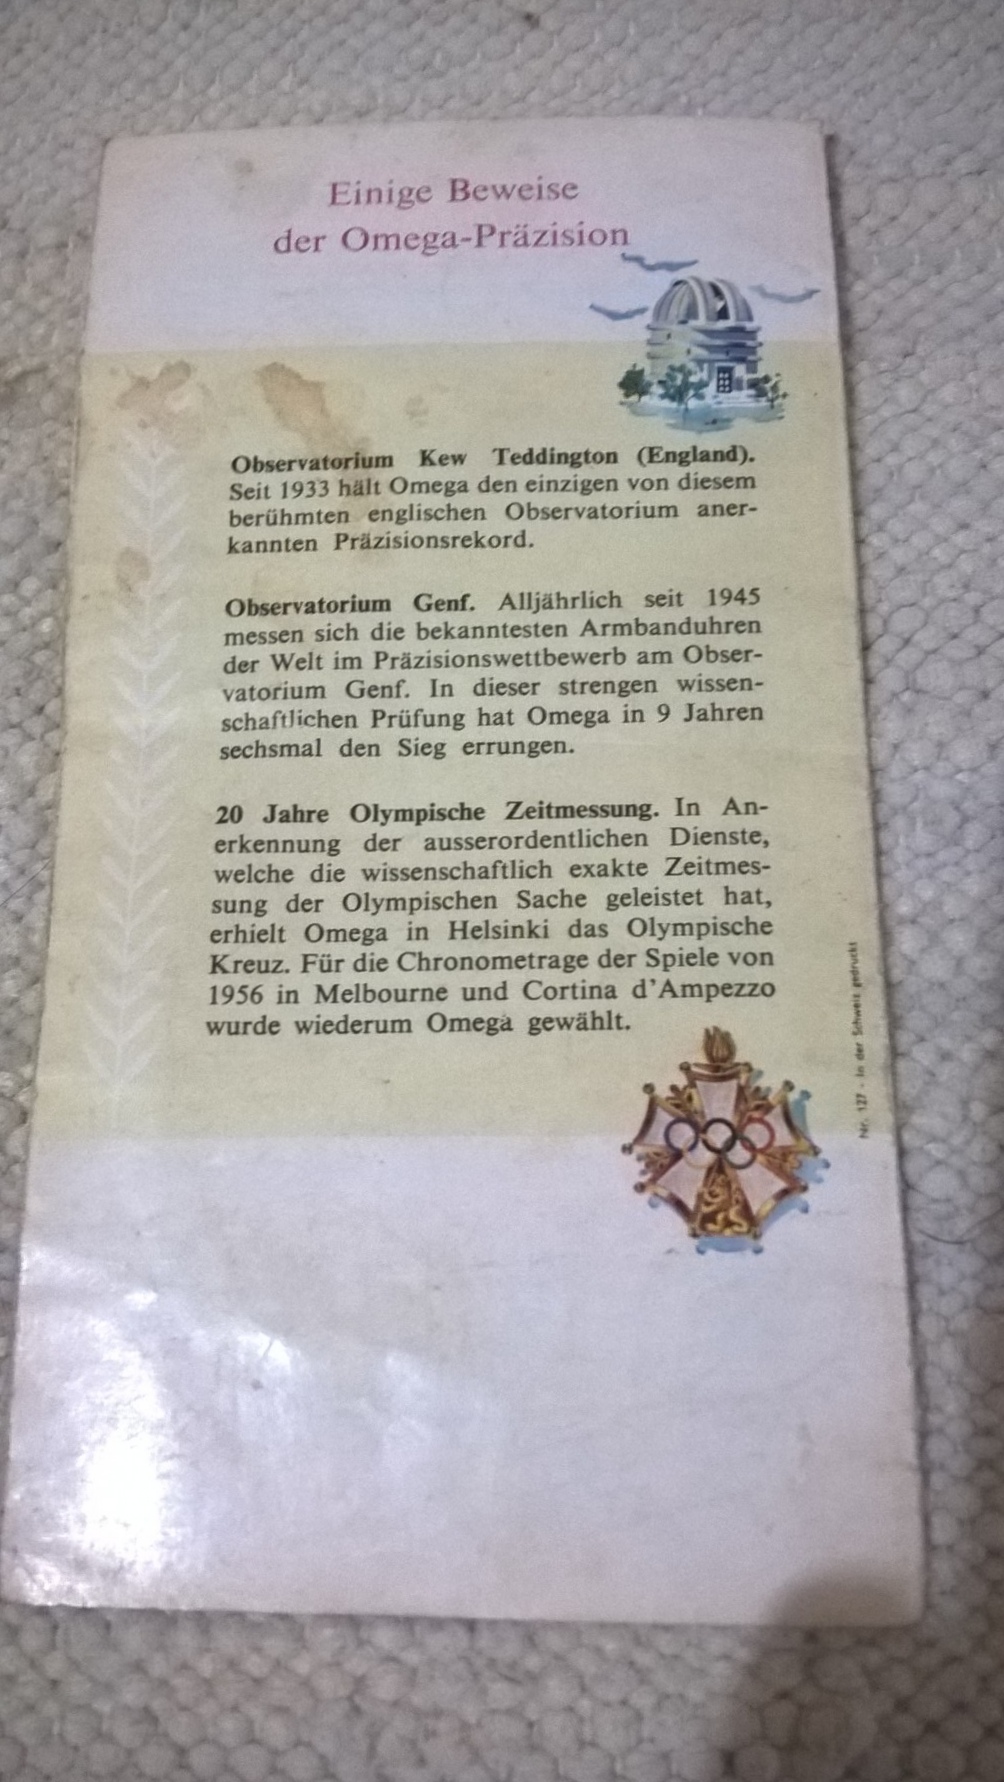 Einige Beweise
der Omega-Präzision
Observatorium Kew Teddington (England).
Seit 1933 hält Omega den einzigen von diesem
berühmten englischen Observatorium aner-
kannten Präzisionsrekord.
Observatorium Genf. Alljährlich seit 1945
messen sich die bekanntesten Armbanduhren
der Welt im Präzisionswettbewerb am Obser-
vatorium Genf. In dieser strengen wissen-
schaftlichen Prüfung hat Omega in 9 Jahren
sechsmal den Sieg errungen.
20 Jahre Olympische Zeitmessung. In An-
erkennung der ausserordentlichen Dienste,
welche die wissenschaftlich exakte Zeitmes-
sung der Olympischen Sache geleistet hat,
erhielt Omega in Helsinki das Olympische
Kreuz. Für die Chronometrage der Spiele von
1956 in Melbourne und Cortina d'Ampezzo
wurde wiederum Omega gewählt.
Nr. 127 - In der Schweiz gedruckt